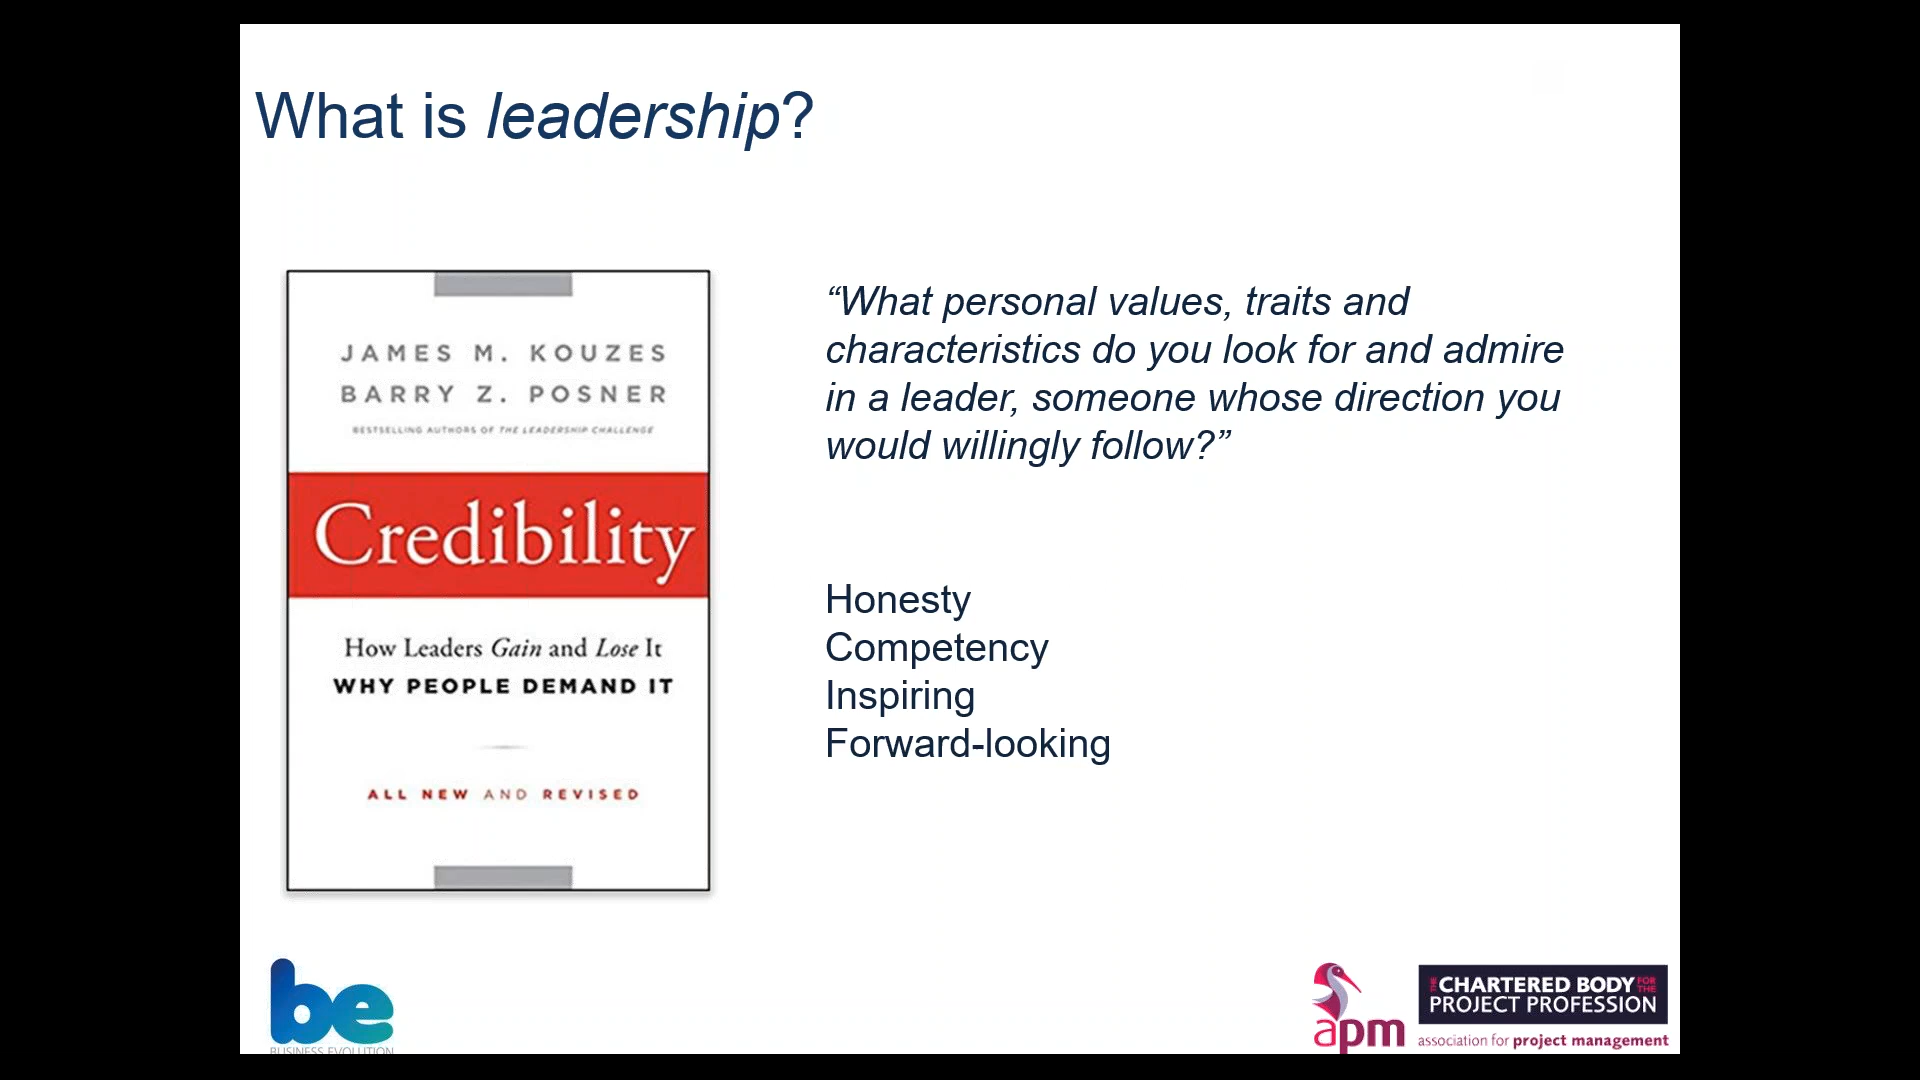 What is leadership?
JAMES M. KOUZES
BARRY Z. POSNER
BESTSELLING AUTHORS OF THE LEADERSHIP CHALLENGE
Credibility
How Leaders Gain and Lose It
WHY PEOPLE DEMAND IT
ALL NEW AND REVISED
“What personal values, traits and
characteristics do you look for and admire
in a leader, someone whose direction you
would willingly follow?”
Honesty
Competency
Inspiring
Forward-looking
be
BUSINESS EVOLUTION
apm
THE CHARTERED BODY FOR THE
PROJECT PROFESSION
association for project management